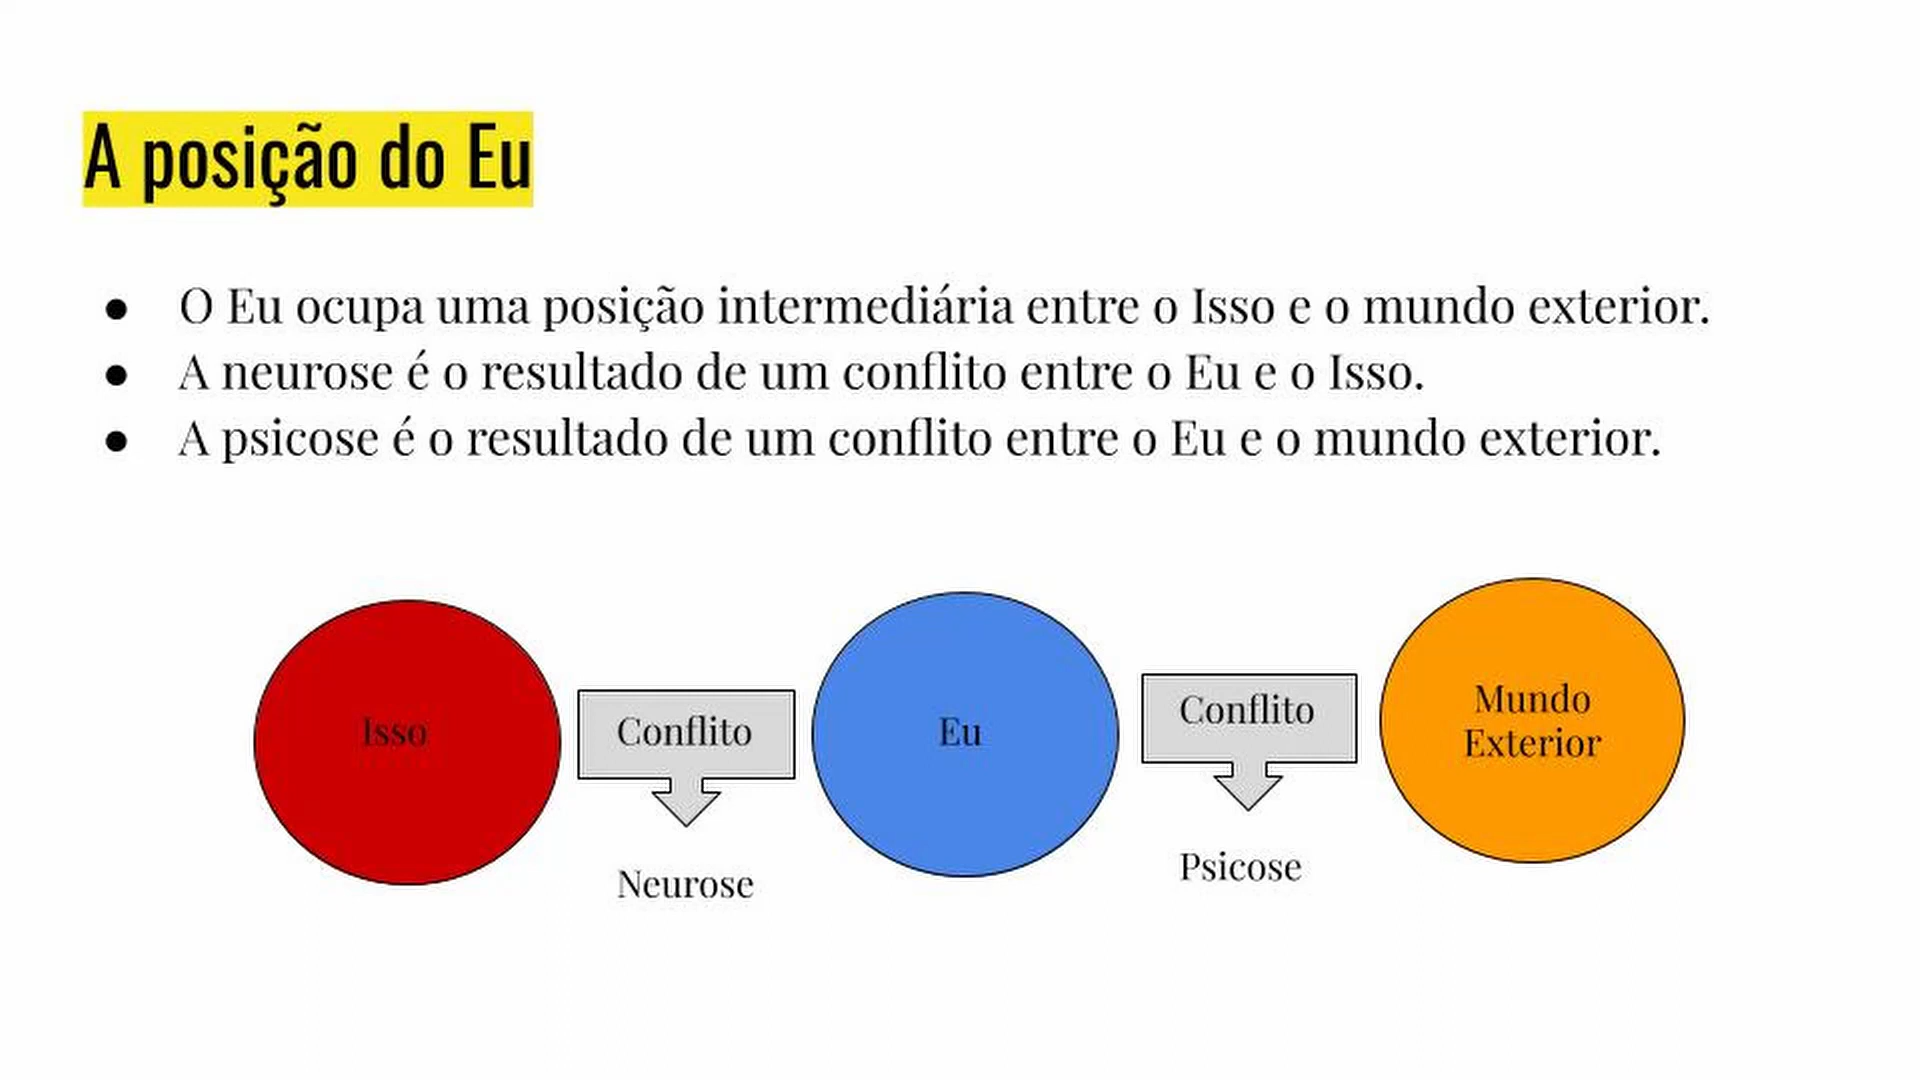 A posição do Eu
● O Eu ocupa uma posição intermediária entre o Isso e o mundo exterior.
● A neurose é o resultado de um conflito entre o Eu e o Isso.
● A psicose é o resultado de um conflito entre o Eu e o mundo exterior.
Isso
Conflito
Neurose
Eu
Conflito
Psicose
Mundo
Exterior